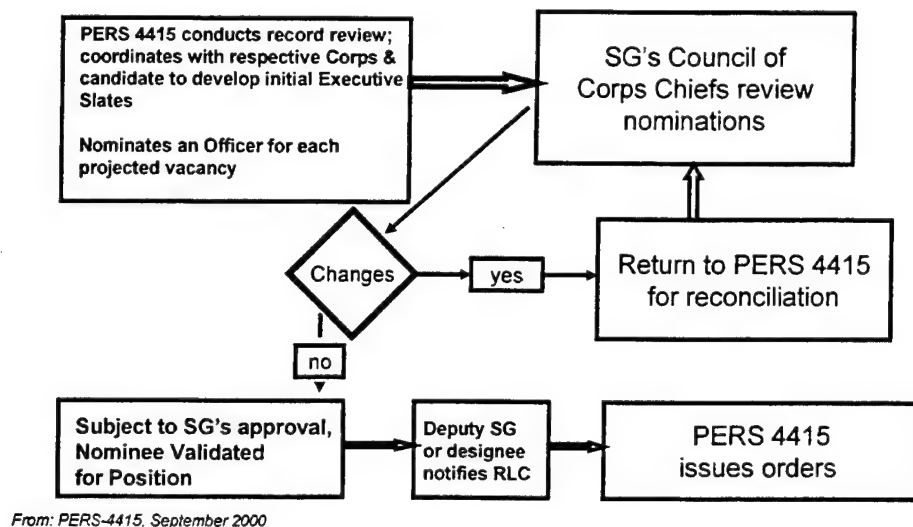 PERS 4415 conducts record review;
coordinates with respective Corps &
candidate to develop initial Executive
Slates
Nominates an Officer for each
projected vacancy
SG's Council of
Corps Chiefs review
nominations
Changes
yes
Return to PERS 4415
for reconciliation
no
Subject to SG's approval,
Nominee Validated
for Position
Deputy SG
or designee
notifies RLC
PERS 4415
issues orders
From: PERS-4415, September 2000